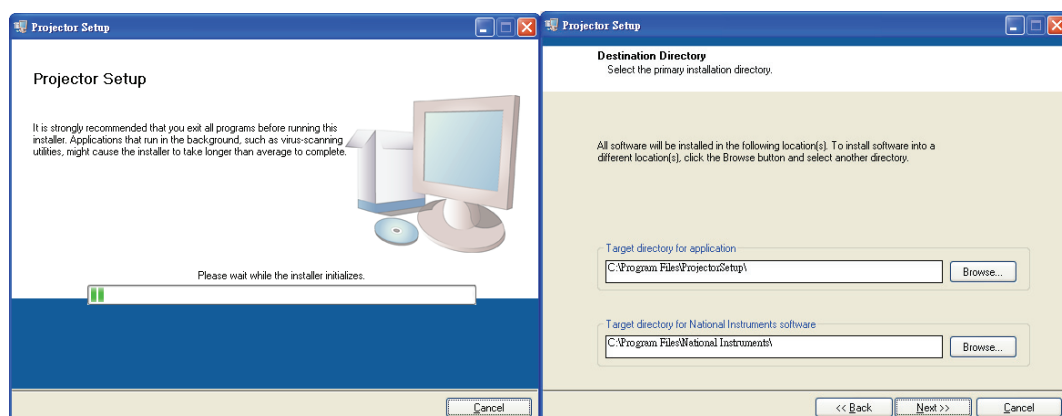 Projector Setup
Projector Setup
It is strongly recommended that you exit all programs before running this
installer. Applications that run in the background, such as virus-scanning
utilities, might cause the installer to take longer than average to complete.
Please wait while the installer initializes.
Cancel
Projector Setup
Destination Directory
Select the primary installation directory.
All software will be installed in the following location(s). To install software into a
different location(s), click the Browse button and select another directory.
Target directory for application
C:\Program Files\ProjectorSetup\
Browse...
Target directory for National Instruments software
C:\Program Files\National Instruments\
Browse...
<< Back Next >> Cancel